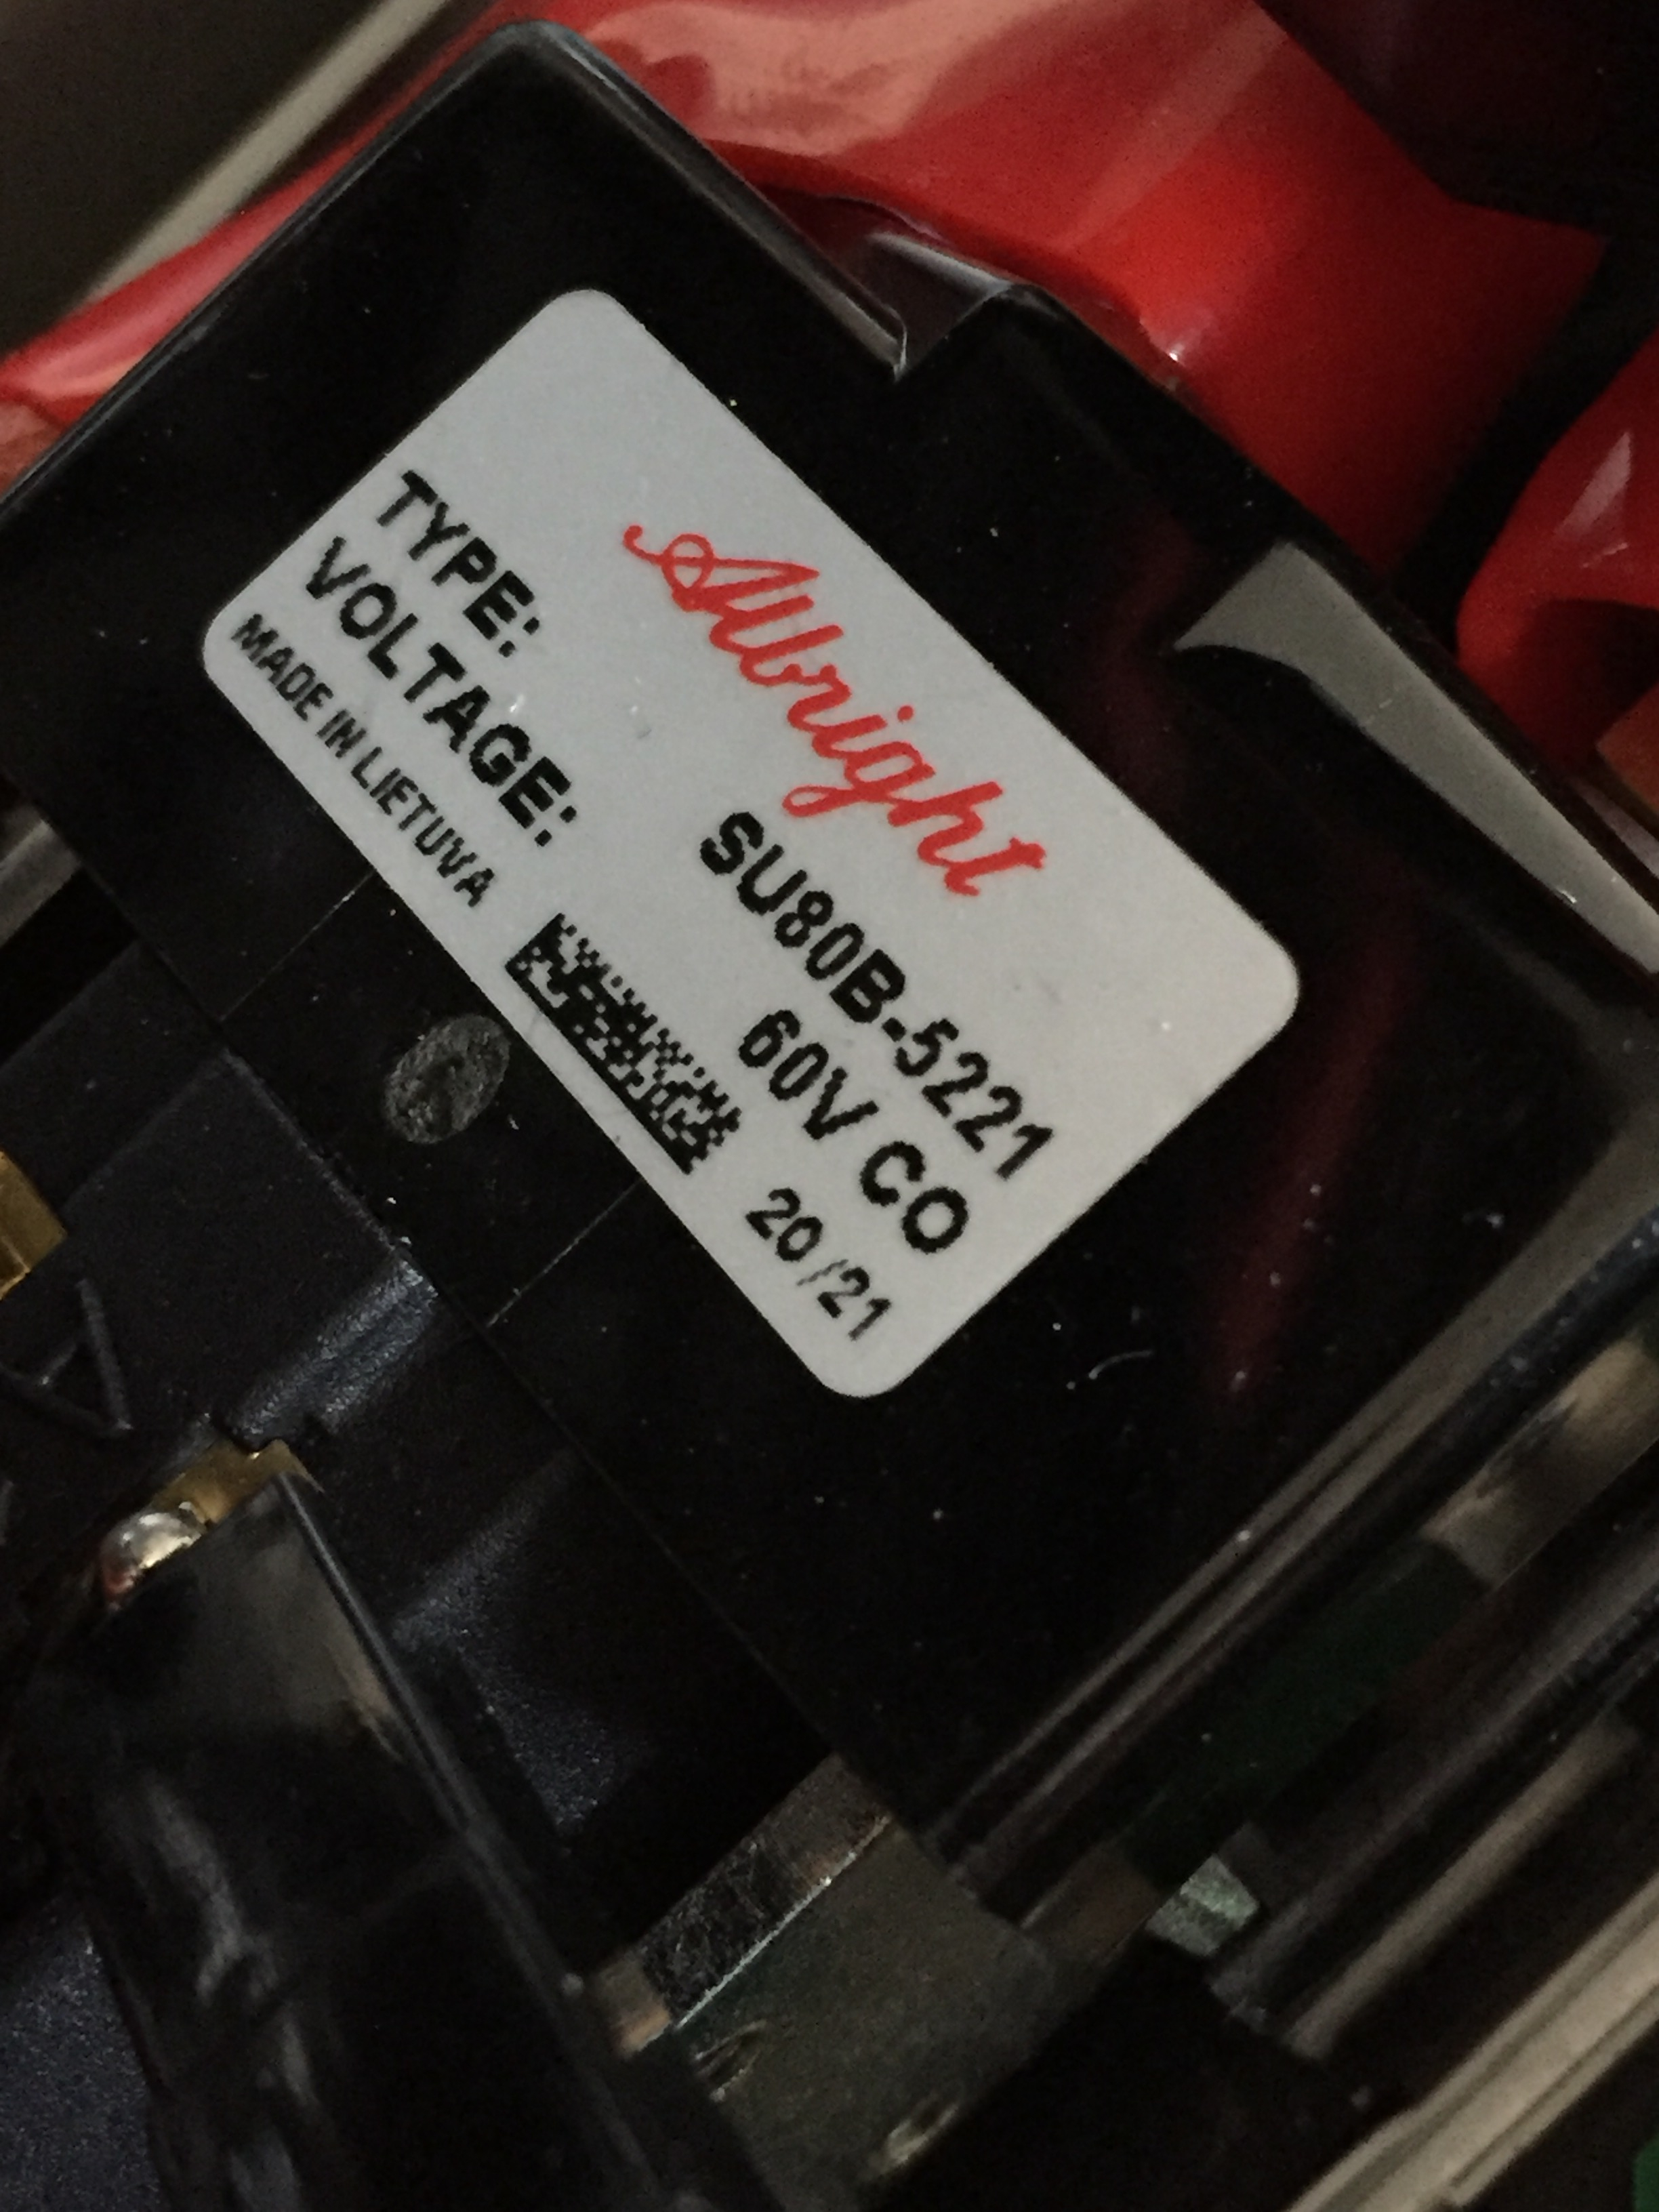 Albright
TYPE: SU80B-5221
VOLTAGE: 60V CO
MADE IN LIETUVA 20/21